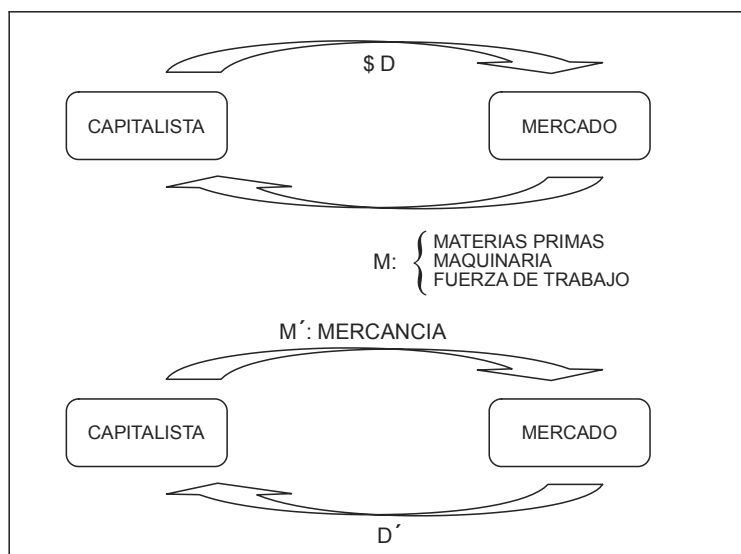 $ D
CAPITALISTA
MERCADO
M: { MATERIAS PRIMAS
MAQUINARIA
FUERZA DE TRABAJO
M´: MERCANCIA
CAPITALISTA
MERCADO
D´